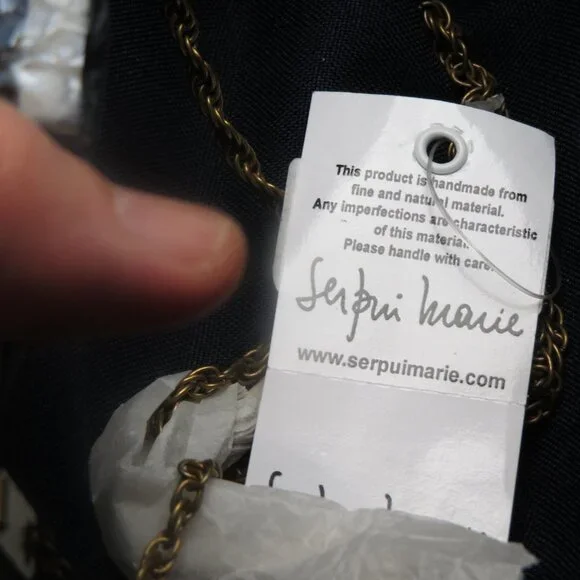 This product is handmade from
fine and natural material.
Any imperfections are characteristic
of this material.
Please handle with care.
Serpui Marie
www.serpuimarie.com